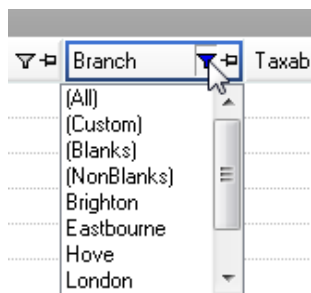 Branch Taxab
(All)
(Custom)
(Blanks)
(NonBlanks)
Brighton
Eastbourne
Hove
London